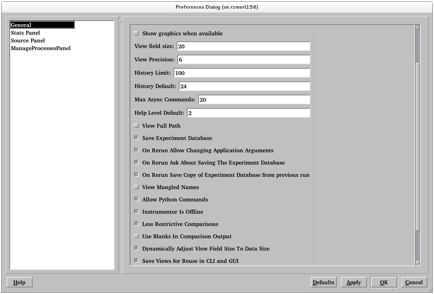 Preferences Dialog (on rzmerl156)
General
Stats Panel
Source Panel
ManageProcessesPanel
Show graphics when available
View field size: 20
View Precision: 6
History Limit: 100
History Default: 24
Max Async Commands: 20
Help Level Default: 2
View Full Path
Save Experiment Database
On Rerun Allow Changing Application Arguments
On Rerun Ask About Saving The Experiment Database
On Rerun Save Copy of Experiment Database from previous run
View Mangled Names
Allow Python Commands
Instrumentor Is Offline
Less Restrictive Comparisons
Use Blanks In Comparison Output
Dynamically Adjust View Field Size To Data Size
Save Views for Reuse in CLI and GUI
Help
Defaults
Apply
OK
Cancel